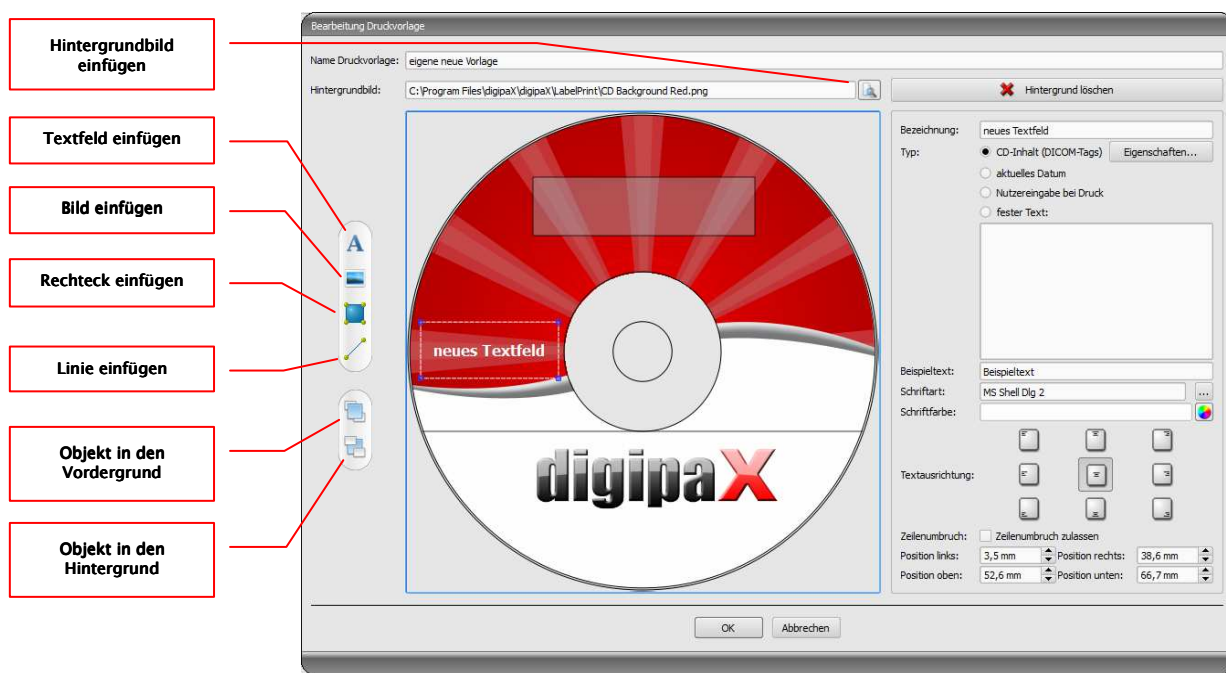 Hintergrundbild
einfügen
Textfeld einfügen
Bild einfügen
Rechteck einfügen
Linie einfügen
Objekt in den
Vordergrund
Objekt in den
Hintergrund
Bearbeitung Druckvorlage
Name Druckvorlage: eigene neue Vorlage
Hintergrundbild: C:\Program Files\digipaX\digipaX\LabelPrint\CD Background Red.png
Hintergrund löschen
A
neues Textfeld
digipaX
Bezeichnung: neues Textfeld
Typ: CD-Inhalt (DICOM-Tags) Eigenschaften...
aktuelles Datum
Nutzereingabe bei Druck
fester Text:
Beispieltext: Beispieltext
Schriftart: MS Shell Dlg 2 ...
Schriftfarbe:
Textausrichtung:
Zeilenumbruch: Zeilenumbruch zulassen
Position links: 3,5 mm Position rechts: 38,6 mm
Position oben: 52,6 mm Position unten: 66,7 mm
OK Abbrechen